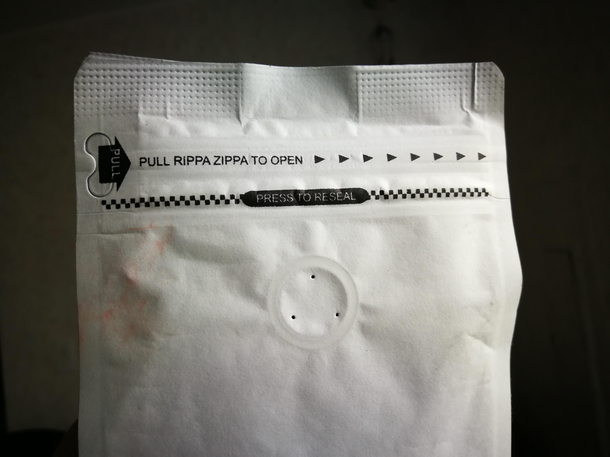 PULL
PULL RIPPA ZIPPA TO OPEN
PRESS TO RESEAL